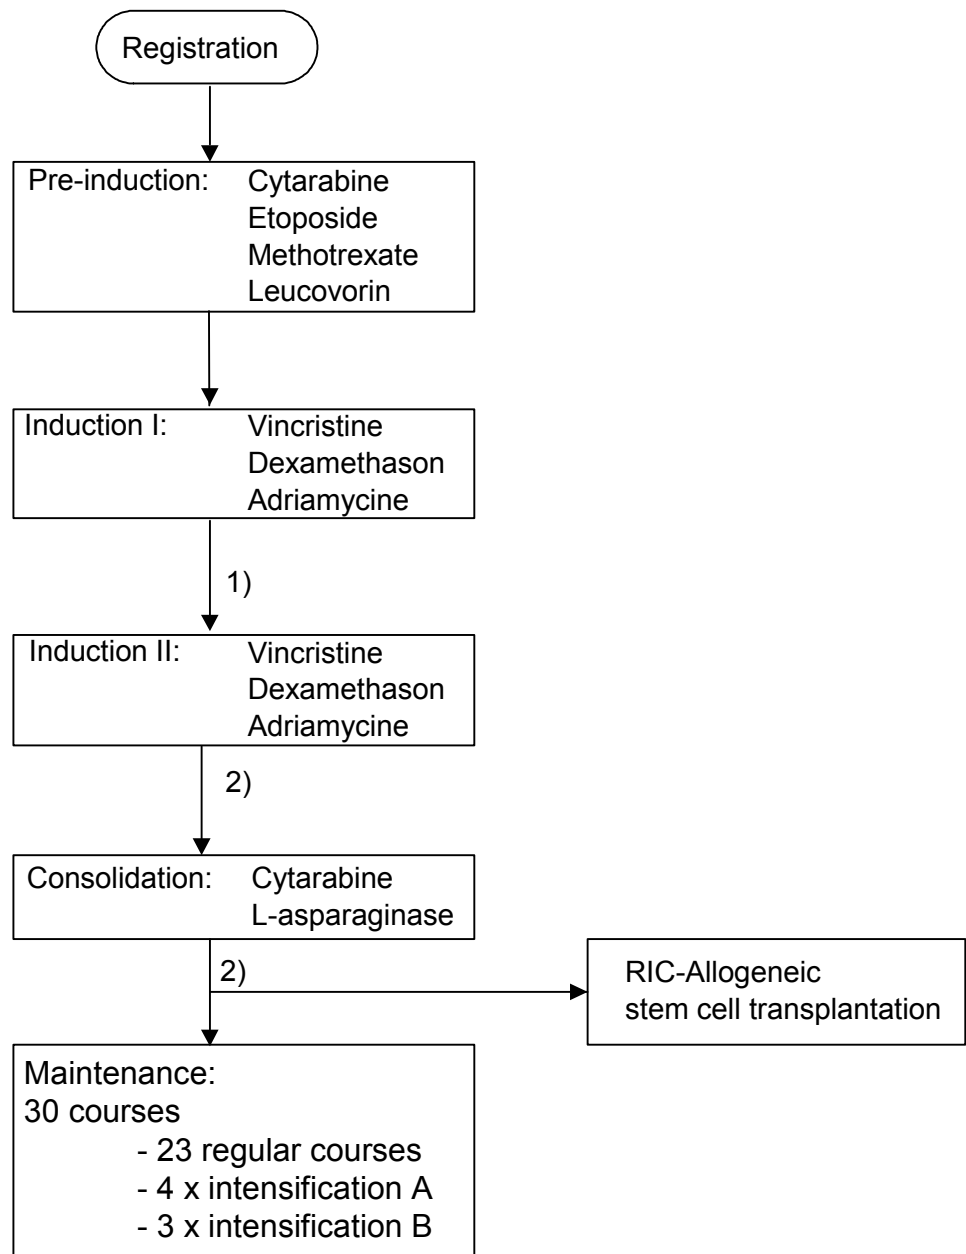 Registration
Pre-induction: Cytarabine
Etoposide
Methotrexate
Leucovorin
Induction I: Vincristine
Dexamethason
Adriamycine
1)
Induction II: Vincristine
Dexamethason
Adriamycine
2)
Consolidation: Cytarabine
L-asparaginase
2)
RIC-Allogeneic
stem cell transplantation
Maintenance:
30 courses
- 23 regular courses
- 4 x intensification A
- 3 x intensification B